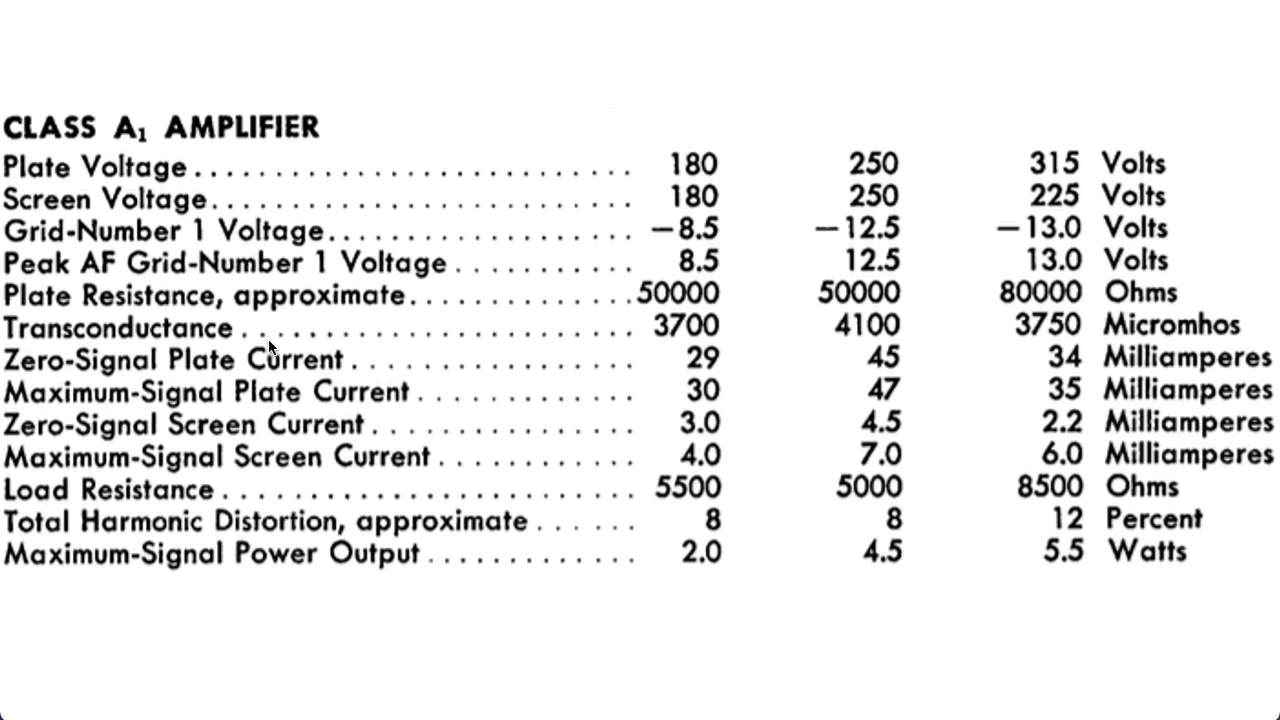 CLASS A₁ AMPLIFIER
Plate Voltage . . . . . . . . . . . . . . . . . . . . . . . . . . . 180 250 315 Volts
Screen Voltage. . . . . . . . . . . . . . . . . . . . . . . . . . 180 250 225 Volts
Grid-Number 1 Voltage. . . . . . . . . . . . . . . . . . . −8.5 −12.5 −13.0 Volts
Peak AF Grid-Number 1 Voltage . . . . . . . . . . . 8.5 12.5 13.0 Volts
Plate Resistance, approximate. . . . . . . . . . . . . .50000 50000 80000 Ohms
Transconductance . . . . . . . . . . . . . . . . . . . . . . . . 3700 4100 3750 Micromhos
Zero-Signal Plate Current . . . . . . . . . . . . . . . . . 29 45 34 Milliamperes
Maximum-Signal Plate Current . . . . . . . . . . . . . 30 47 35 Milliamperes
Zero-Signal Screen Current . . . . . . . . . . . . . . . . 3.0 4.5 2.2 Milliamperes
Maximum-Signal Screen Current . . . . . . . . . . . . 4.0 7.0 6.0 Milliamperes
Load Resistance . . . . . . . . . . . . . . . . . . . . . . . . . 5500 5000 8500 Ohms
Total Harmonic Distortion, approximate . . . . . . 8 8 12 Percent
Maximum-Signal Power Output . . . . . . . . . . . . . 2.0 4.5 5.5 Watts